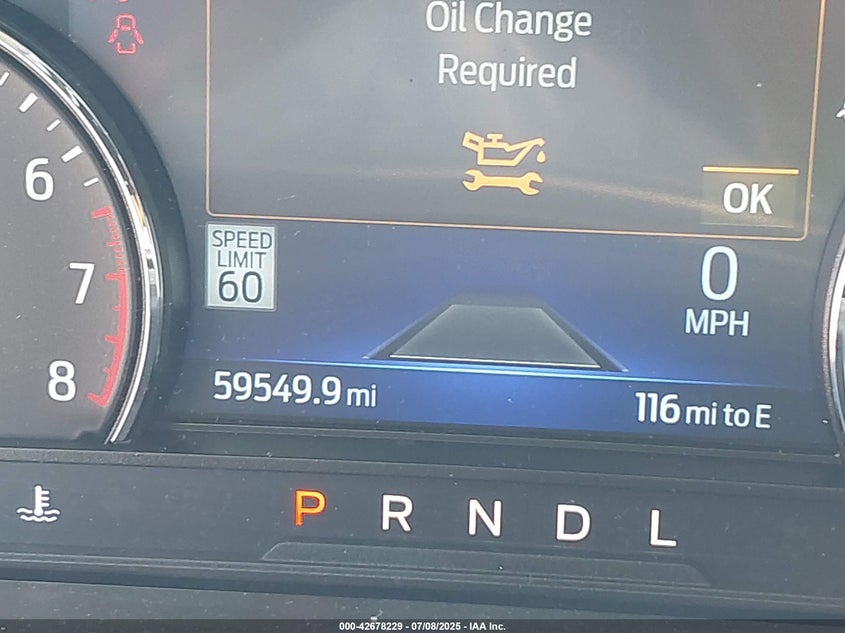 Oil Change
Required
OK
6
7
8
SPEED
LIMIT
60
0
MPH
59549.9 mi
116 mi to E
P R N D L
000-42678229 - 07/08/2025 - IAA Inc.